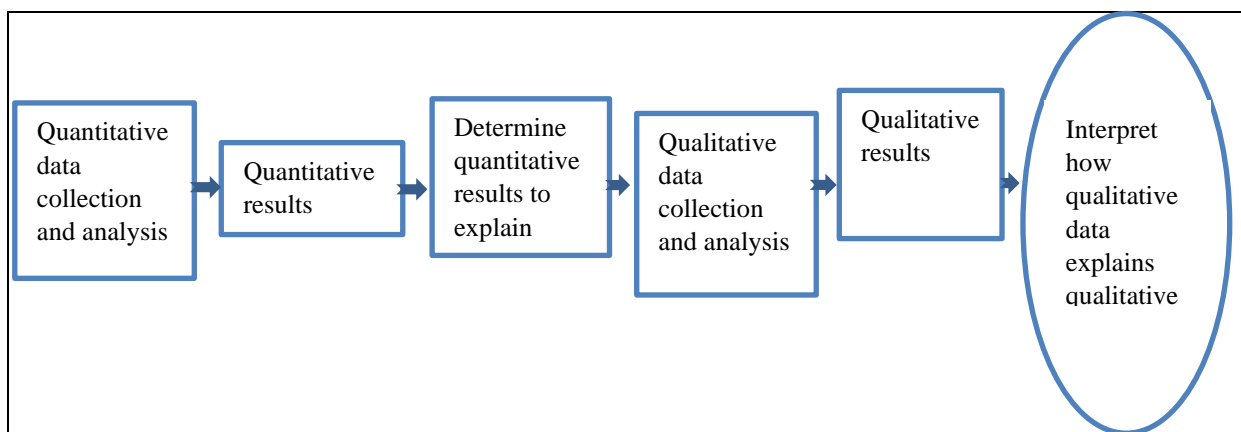 Quantitative
data
collection
and analysis
Quantitative
results
Determine
quantitative
results to
explain
Qualitative
data
collection
and analysis
Qualitative
results
Interpret
how
qualitative
data
explains
qualitative